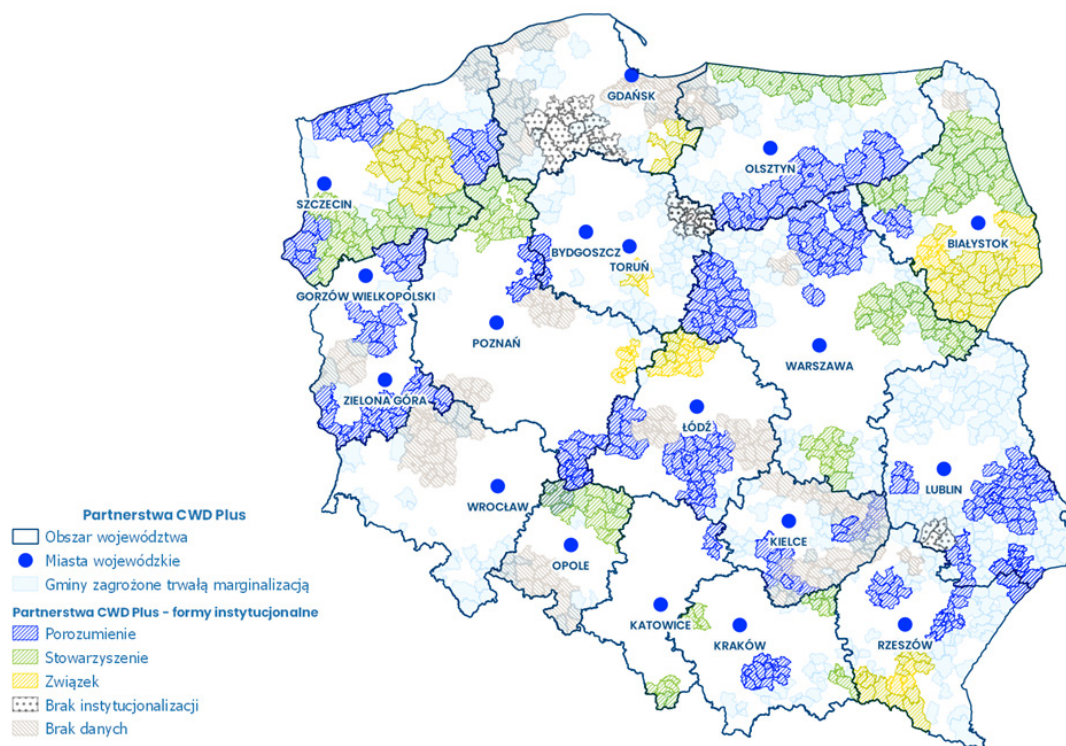 GDAŃSK
OLSZTYN
SZCZECIN
BIAŁYSTOK
BYDGOSZCZ
TORUŃ
GORZÓW WIELKOPOLSKI
POZNAŃ
WARSZAWA
ZIELONA GÓRA
ŁÓDŹ
LUBLIN
WROCŁAW
KIELCE
OPOLE
KATOWICE
KRAKÓW
RZESZÓW
Partnerstwa CWD Plus
Obszar województwa
Miasta wojewódzkie
Gminy zagrożone trwałą marginalizacją
Partnerstwa CWD Plus - formy instytucjonalne
Porozumienie
Stowarzyszenie
Związek
Brak instytucjonalizacji
Brak danych